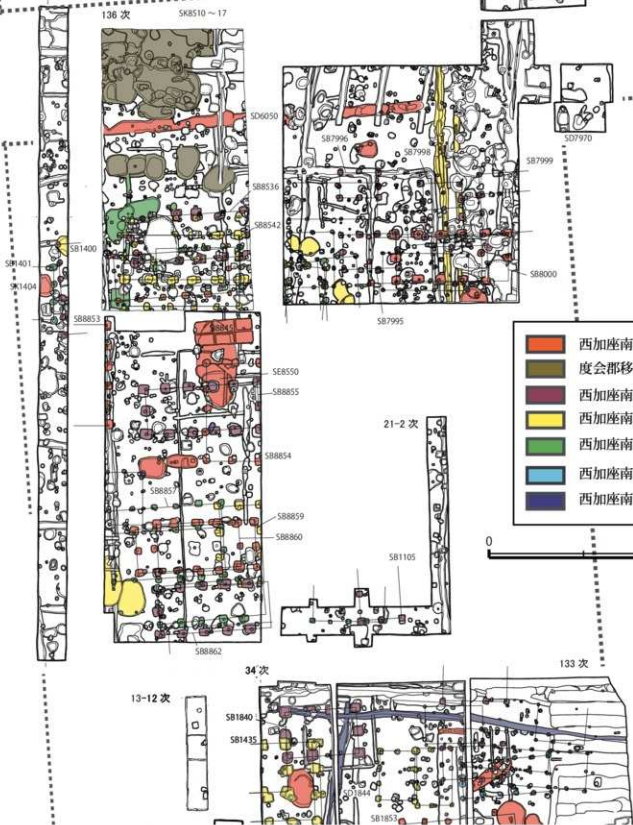 136 次
SK8510 ～ 17
SD6050
SB7996
SB7998
SB7999
SD7970
SB8536
SB8542
SB1400
SB1401
SK1404
SB8000
SB7995
SB8853
SE8550
SB8855
SB8854
SB8857
SB8859
SB8860
SB8862
21-2 次
SB1105
西加座南
度会郡移
西加座南
西加座南
西加座南
西加座南
西加座南
0
34 次
133 次
13-12 次
SB1840
SB1435
SD1844
SB1853